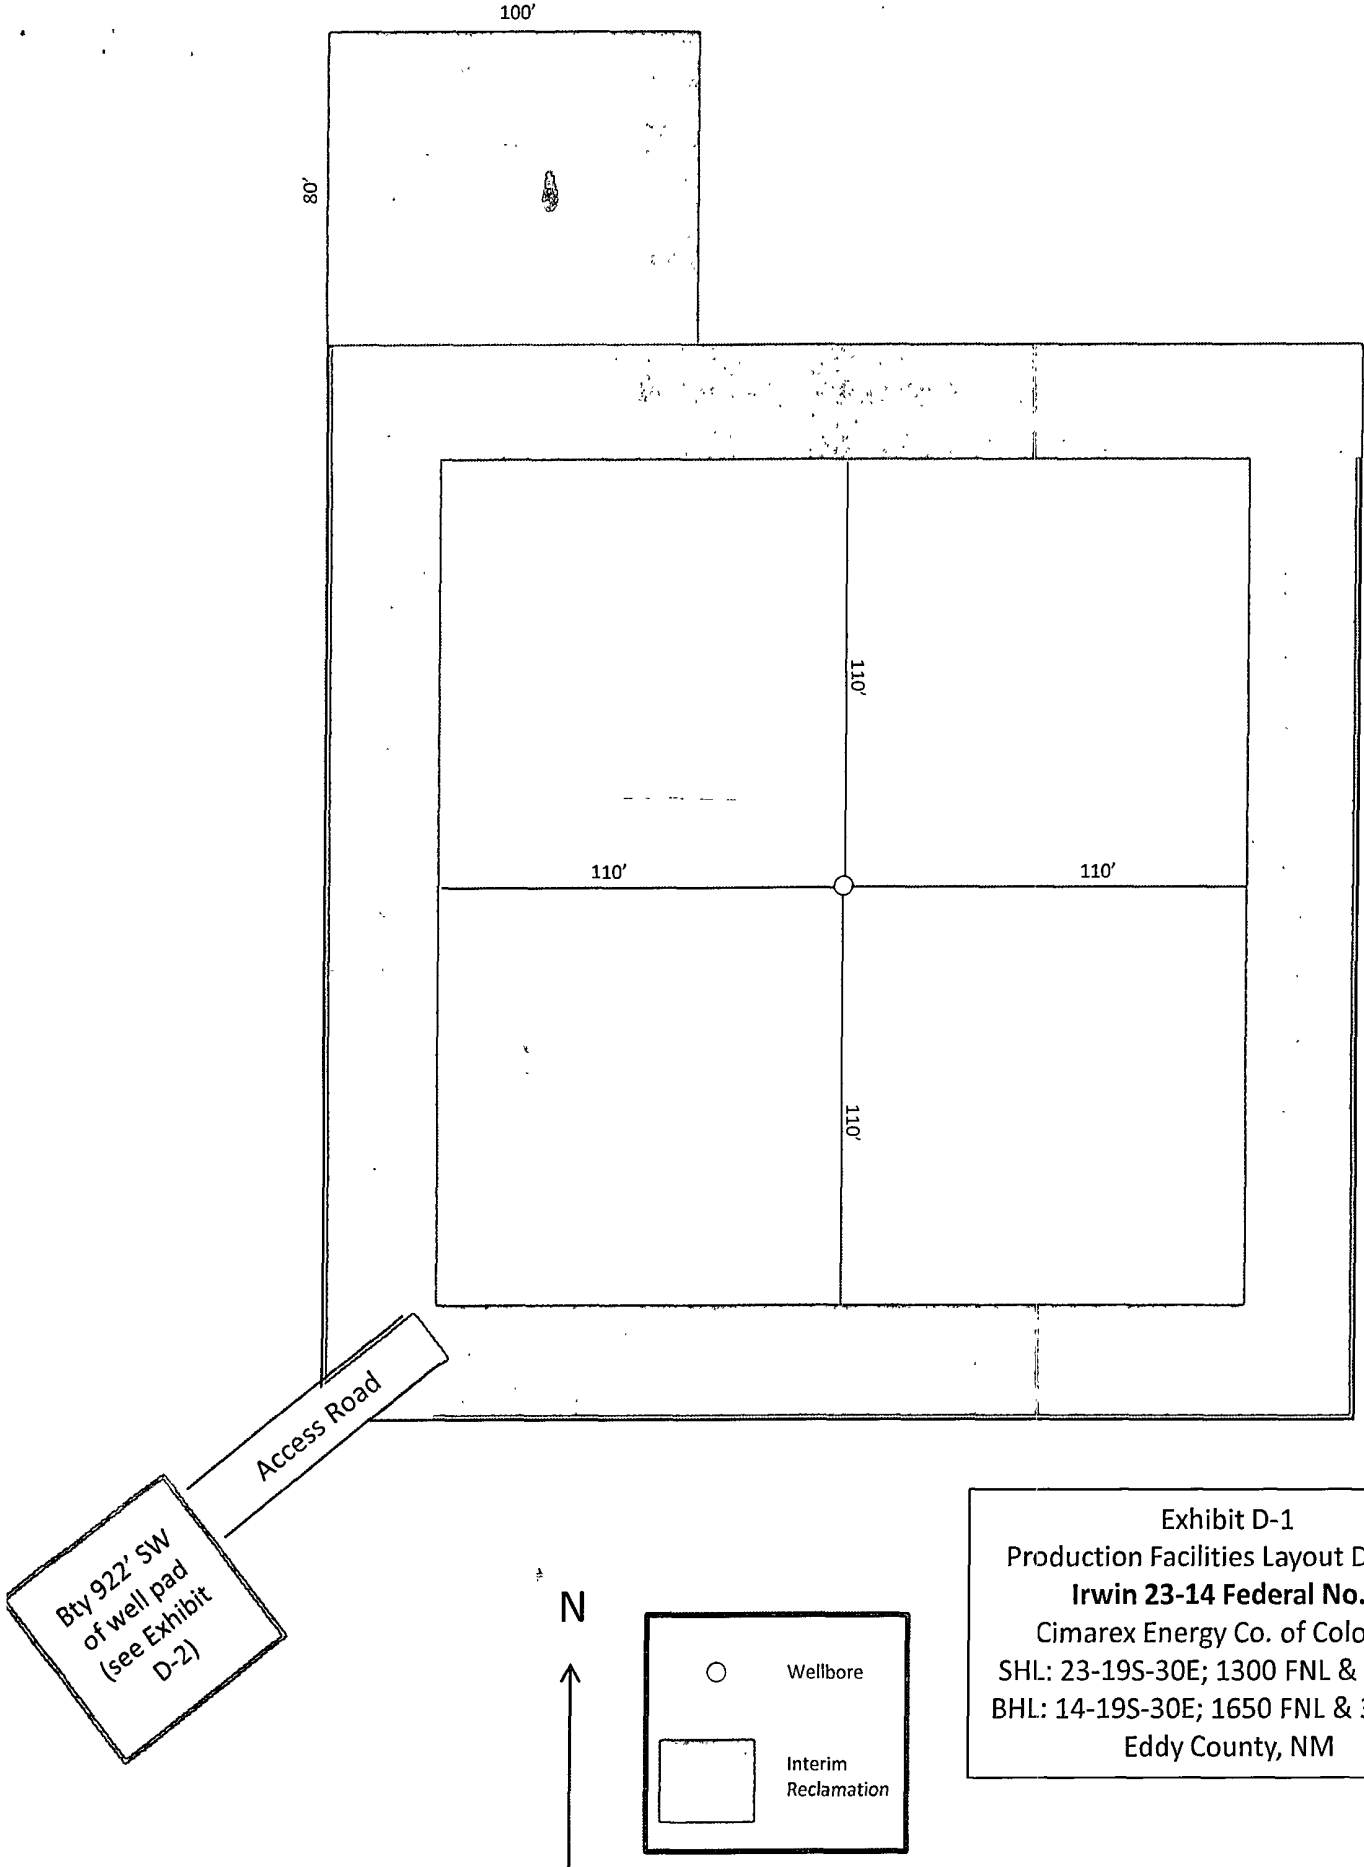 100'
80'
110'
110'
110'
110'
Access Road
Bty 922' SW
of well pad
(see Exhibit
D-2)
N
Wellbore
Interim
Reclamation
Exhibit D-1
Production Facilities Layout D
Irwin 23-14 Federal No.
Cimarex Energy Co. of Colo
SHL: 23-19S-30E; 1300 FNL &
BHL: 14-19S-30E; 1650 FNL &
Eddy County, NM